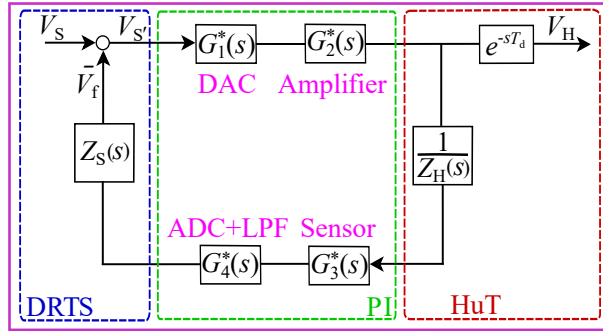 V_S V_S′ G_1^*(s) G_2^*(s) e^{-sT_d} V_H
DAC Amplifier
-
V_f
Z_S(s)
1
Z_H(s)
ADC+LPF Sensor
G_4^*(s) G_3^*(s)
DRTS PI HuT